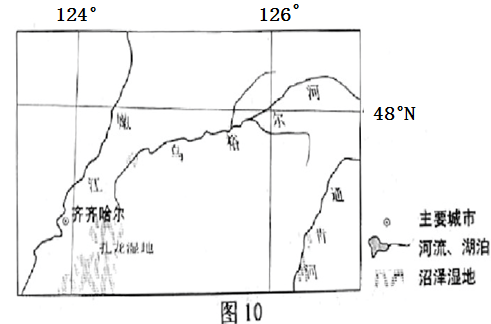 124° 126°
48°N
嫩江
乌裕尔河
通肯河
齐齐哈尔
扎龙湿地
主要城市
河流、湖泊
沼泽湿地
图10